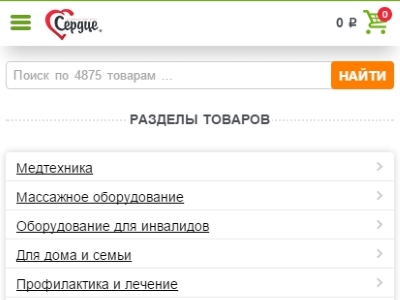 Сердце
0 ₽
0
Поиск по 4875 товарам ...
НАЙТИ
РАЗДЕЛЫ ТОВАРОВ
Медтехника
Массажное оборудование
Оборудование для инвалидов
Для дома и семьи
Профилактика и лечение